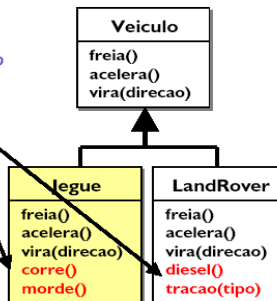 Veiculo
freia()
acelera()
vira(direcao)
Jegue
freia()
acelera()
vira(direcao)
corre()
morde()
LandRover
freia()
acelera()
vira(direcao)
diesel()
tracao(tipo)